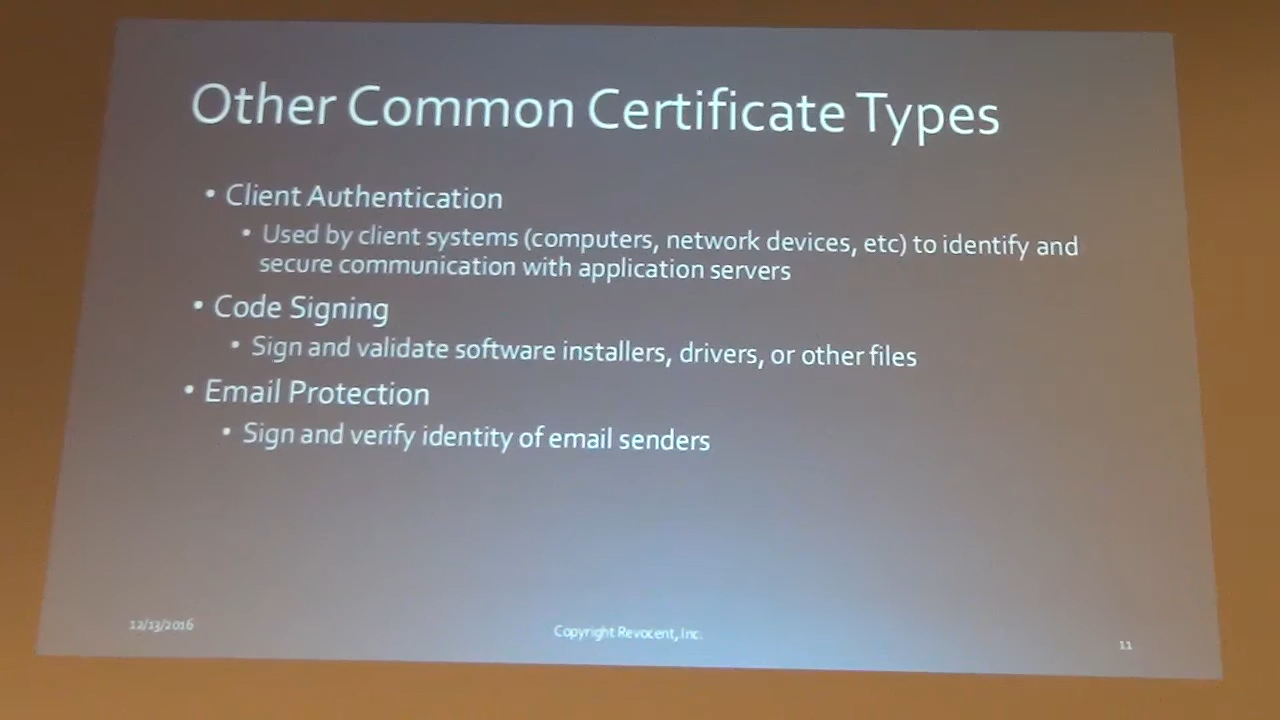 Other Common Certificate Types
• Client Authentication
• Used by client systems (computers, network devices, etc) to identify and
secure communication with application servers
• Code Signing
• Sign and validate software installers, drivers, or other files
• Email Protection
• Sign and verify identity of email senders
12/13/2016
Copyright Revocent, Inc.
11